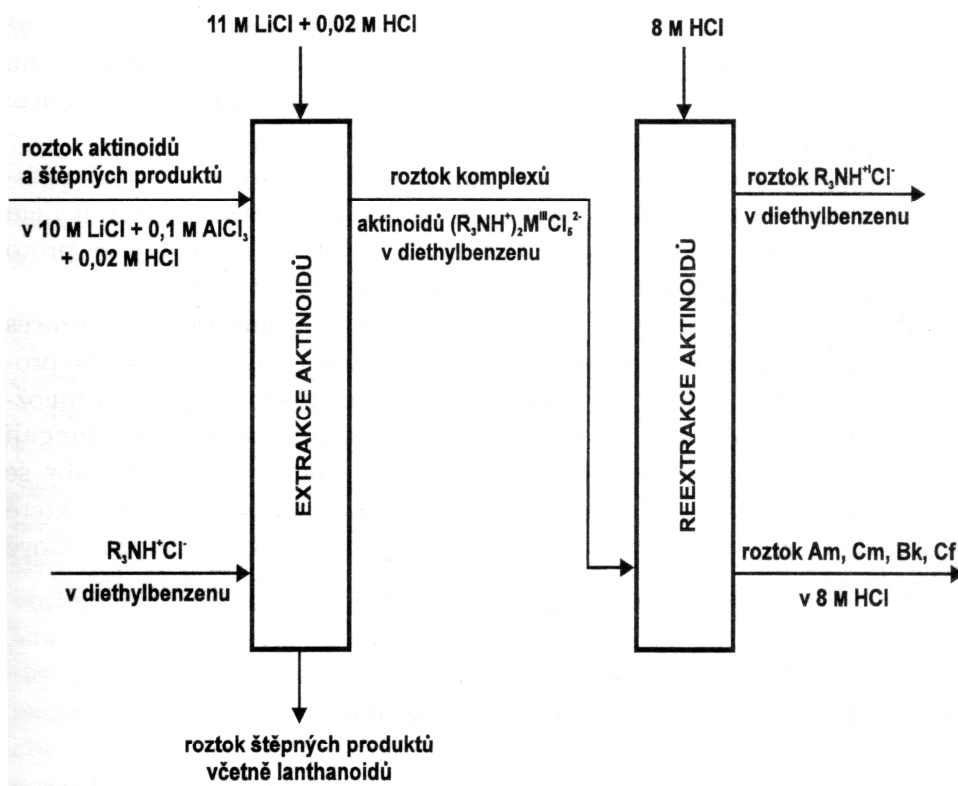 11 M LiCl + 0,02 M HCl
8 M HCl
roztok aktinoidů
a štěpných produktů
v 10 M LiCl + 0,1 M AlCl₃
+ 0,02 M HCl
EXTRAKCE AKTINOIDŮ
roztok komplexů
aktinoidů (R₃NH⁺)₂MᴵᴵᴵCl₅²⁻
v diethylbenzenu
REEXTRAKCE AKTINOIDŮ
roztok R₃NH⁺Cl⁻
v diethylbenzenu
R₃NH⁺Cl⁻
v diethylbenzenu
roztok Am, Cm, Bk, Cf
v 8 M HCl
roztok štěpných produktů
včetně lanthanoidů